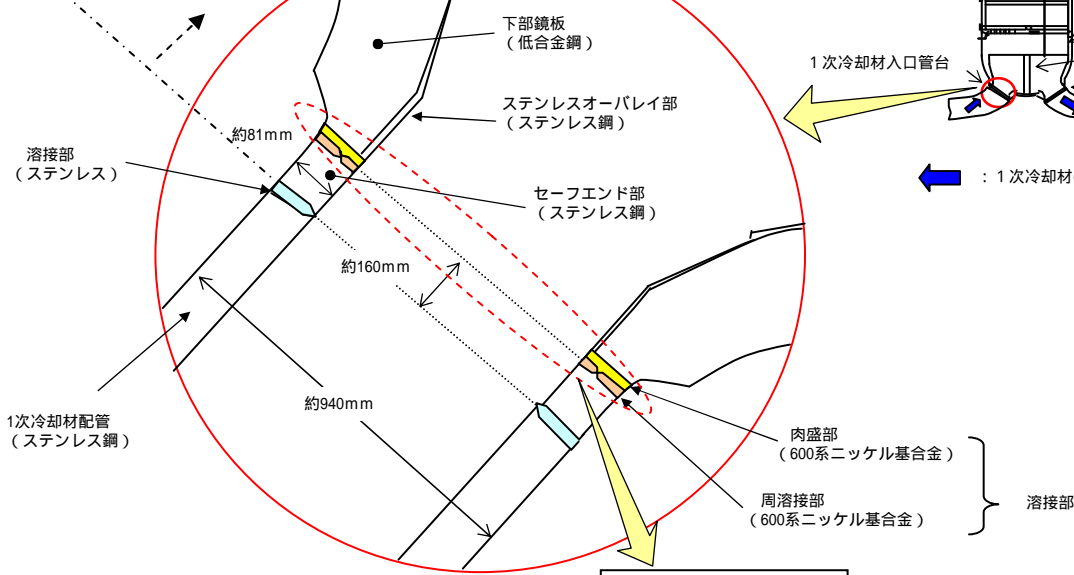 下部鏡板
（低合金鋼）
1次冷却材入口管台
ステンレスオーバレイ部
（ステンレス鋼）
約81mm
溶接部
（ステンレス）
：1次冷却材
セーフエンド部
（ステンレス鋼）
約160mm
約940mm
1次冷却材配管
（ステンレス鋼）
肉盛部
（600系ニッケル基合金）
周溶接部
（600系ニッケル基合金）
溶接部